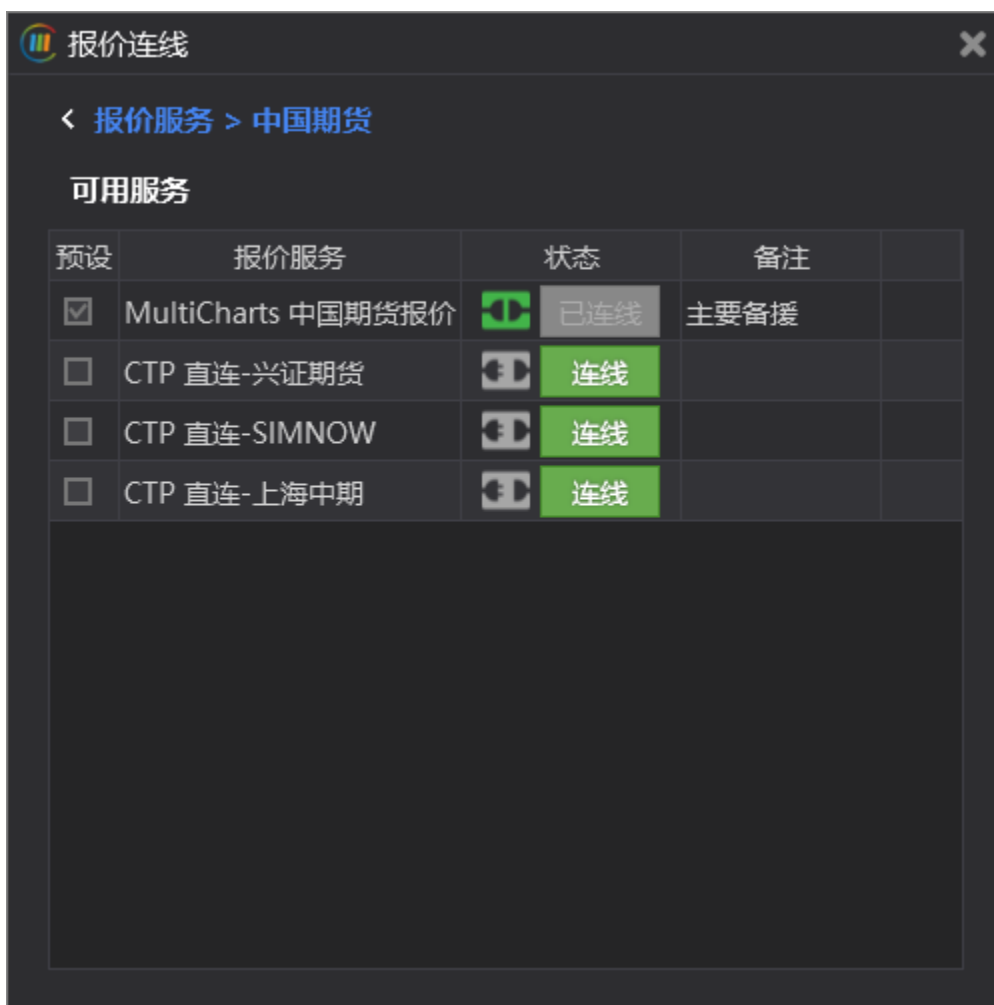 报价连线
报价服务 > 中国期货
可用服务
预设 报价服务 状态 备注
MultiCharts 中国期货报价 已连线 主要备援
CTP 直连-兴证期货 连线
CTP 直连-SIMNOW 连线
CTP 直连-上海中期 连线